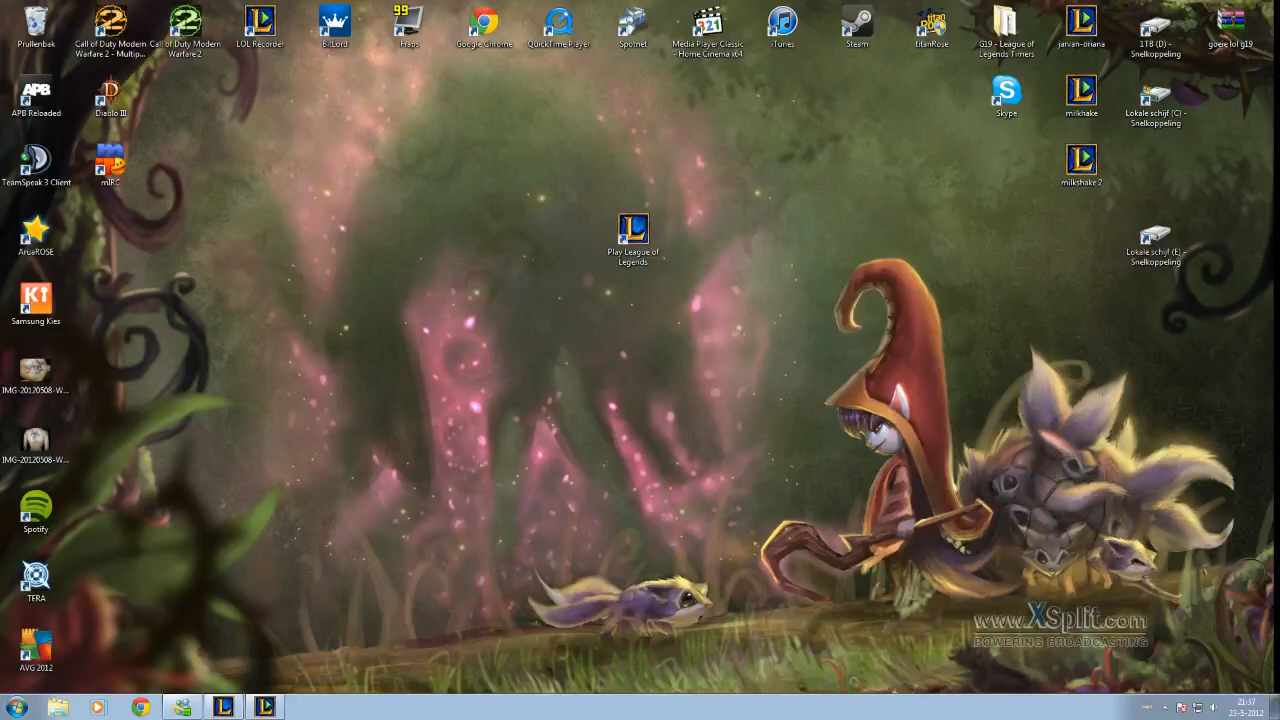 99
Prullenbak
Call of Duty Modern Warfare 2 - Multip...
Call of Duty Modern Warfare 2
LOL Recorder
BitLord
Fraps
Google Chrome
QuickTime Player
Spotnet
Media Player Classic - Home Cinema x64
iTunes
Steam
titanRose
G19 - League of Legends Timers
jarvan-oriana
1TB (D) - Snelkoppeling
goeie lol g19
APB
APB Reloaded
Diablo III
Skype
milkhake
Lokale schijf (C) - Snelkoppeling
TeamSpeak 3 Client
mIRC
milkshake 2
AruaROSE
Play League of Legends
Lokale schijf (E) - Snelkoppeling
Samsung Kies
IMG-20120508-W...
IMG-20120508-W...
Spotify
TERA
www.XSplit.com
POWERING BROADCASTING
AVG 2012
21:37
23-5-2012